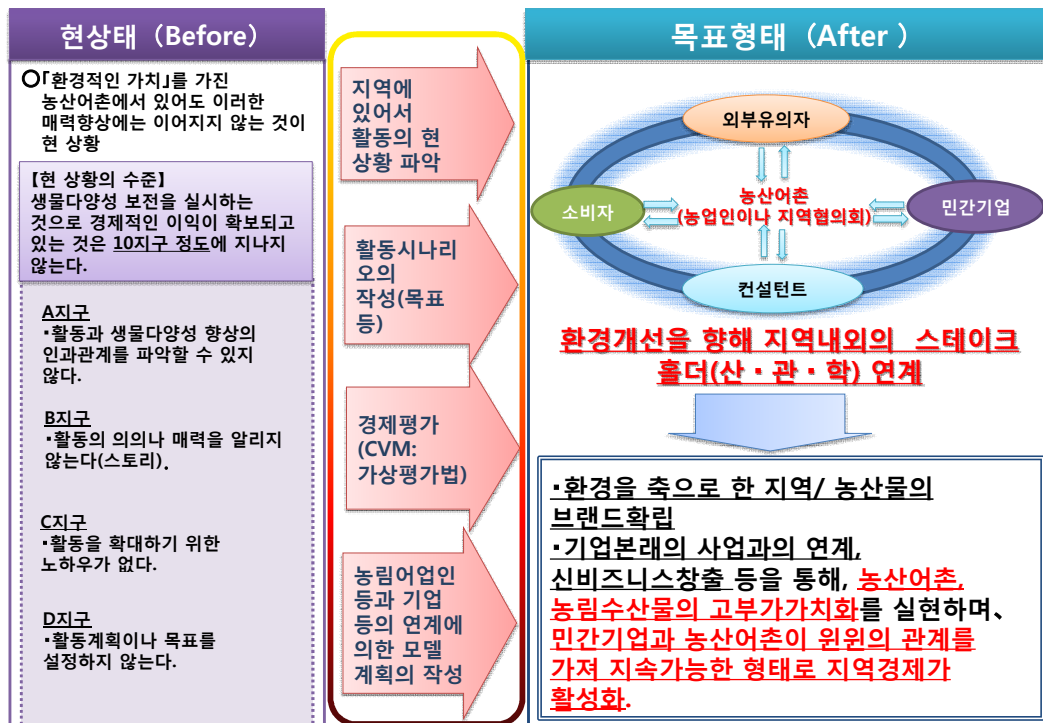 현상태（Before）
○「환경적인 가치」를 가진
농산어촌에서 있어도 이러한
매력향상에는 이어지지 않는 것이
현 상황
【현 상황의 수준】
생물다양성 보전을 실시하는
것으로 경제적인 이익이 확보되고
있는 것은 10지구 정도에 지나지
않는다.
A지구
･활동과 생물다양성 향상의
인과관계를 파악할 수 있지
않다.
B지구
･활동의 의의나 매력을 알리지
않는다(스토리).
C지구
･활동을 확대하기 위한
노하우가 없다.
D지구
･활동계획이나 목표를
설정하지 않는다.
지역에
있어서
활동의 현
상황 파악
활동시나리
오의
작성(목표
등)
경제평가
(CVM:
가상평가법)
농림어업인
등과 기업
등의 연계에
의한 모델
계획의 작성
목표형태（After ）
외부유의자
소비자
농산어촌
(농업인이나 지역협의회)
민간기업
컨설턴트
환경개선을 향해 지역내외의 스테이크
홀더(산・관・학) 연계
･환경을 축으로 한 지역/ 농산물의
브랜드확립
･기업본래의 사업과의 연계,
신비즈니스창출 등을 통해, 농산어촌,
농림수산물의 고부가가치화를 실현하며、
민간기업과 농산어촌이 윈윈의 관계를
가져 지속가능한 형태로 지역경제가
활성화.